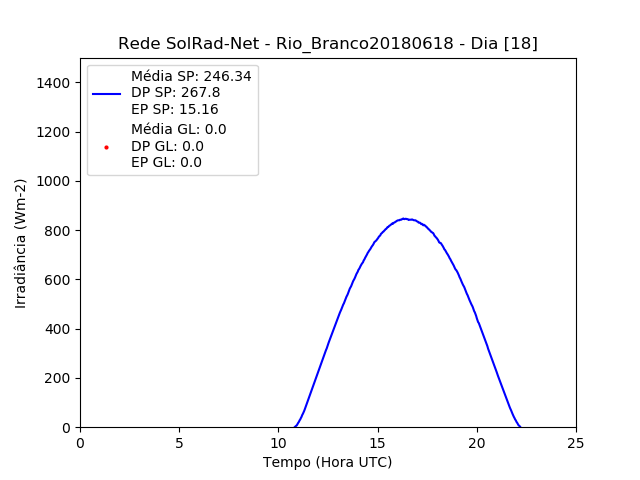 Rede SolRad-Net - Rio_Branco20180618 - Dia [18]
Média SP: 246.34
DP SP: 267.8
EP SP: 15.16
Média GL: 0.0
DP GL: 0.0
EP GL: 0.0
1400
1200
1000
800
600
400
200
0
Irradiância (Wm-2)
0 5 10 15 20 25
Tempo (Hora UTC)